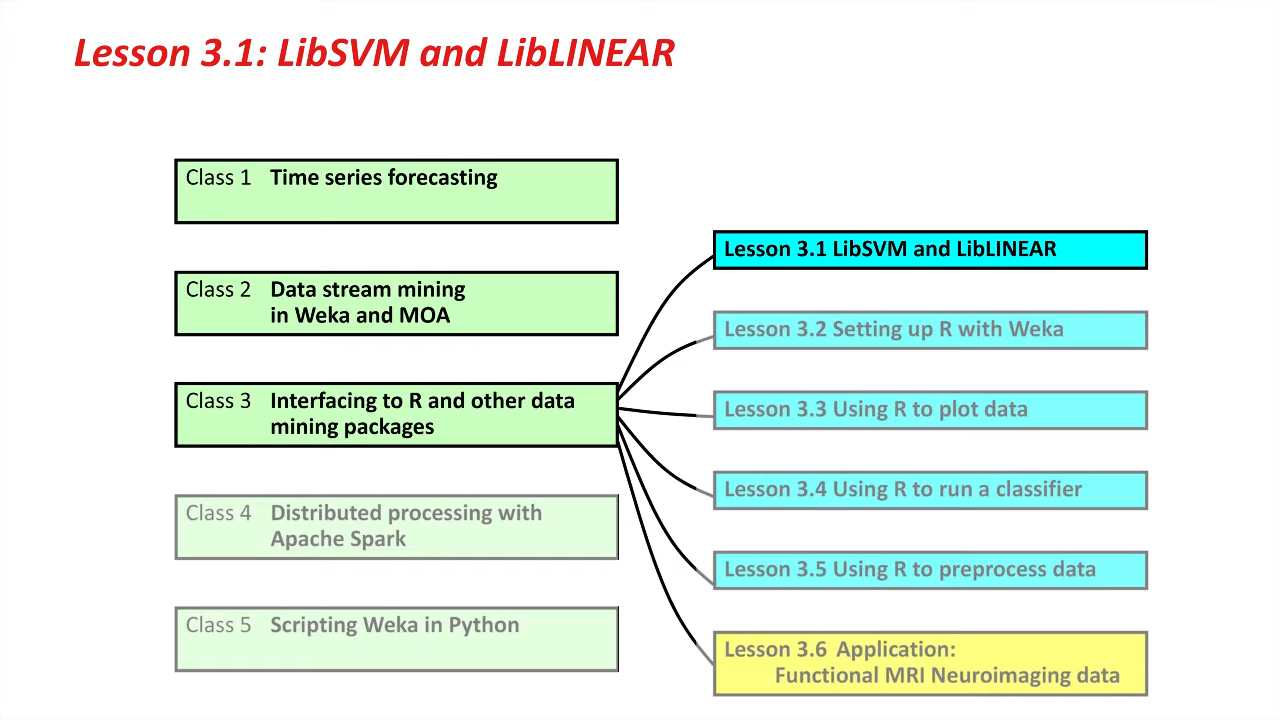 Lesson 3.1: LibSVM and LibLINEAR
Class 1 Time series forecasting
Class 2 Data stream mining
in Weka and MOA
Class 3 Interfacing to R and other data
mining packages
Class 4 Distributed processing with
Apache Spark
Class 5 Scripting Weka in Python
Lesson 3.1 LibSVM and LibLINEAR
Lesson 3.2 Setting up R with Weka
Lesson 3.3 Using R to plot data
Lesson 3.4 Using R to run a classifier
Lesson 3.5 Using R to preprocess data
Lesson 3.6 Application:
Functional MRI Neuroimaging data